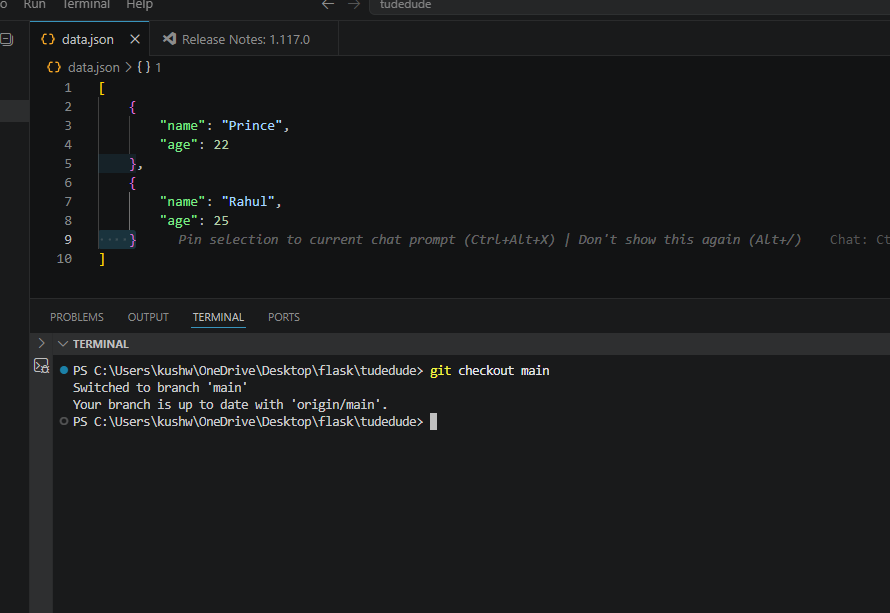 Run Terminal Help
tudedude
data.json
Release Notes: 1.117.0
data.json > { } 1
1 [
2 {
3 "name": "Prince",
4 "age": 22
5 },
6 {
7 "name": "Rahul",
8 "age": 25
9 } Pin selection to current chat prompt (Ctrl+Alt+X) | Don't show this again (Alt+/) Chat: Ct
10 ]
PROBLEMS OUTPUT TERMINAL PORTS
TERMINAL
PS C:\Users\kushw\OneDrive\Desktop\flask\tudedude> git checkout main
Switched to branch 'main'
Your branch is up to date with 'origin/main'.
PS C:\Users\kushw\OneDrive\Desktop\flask\tudedude>